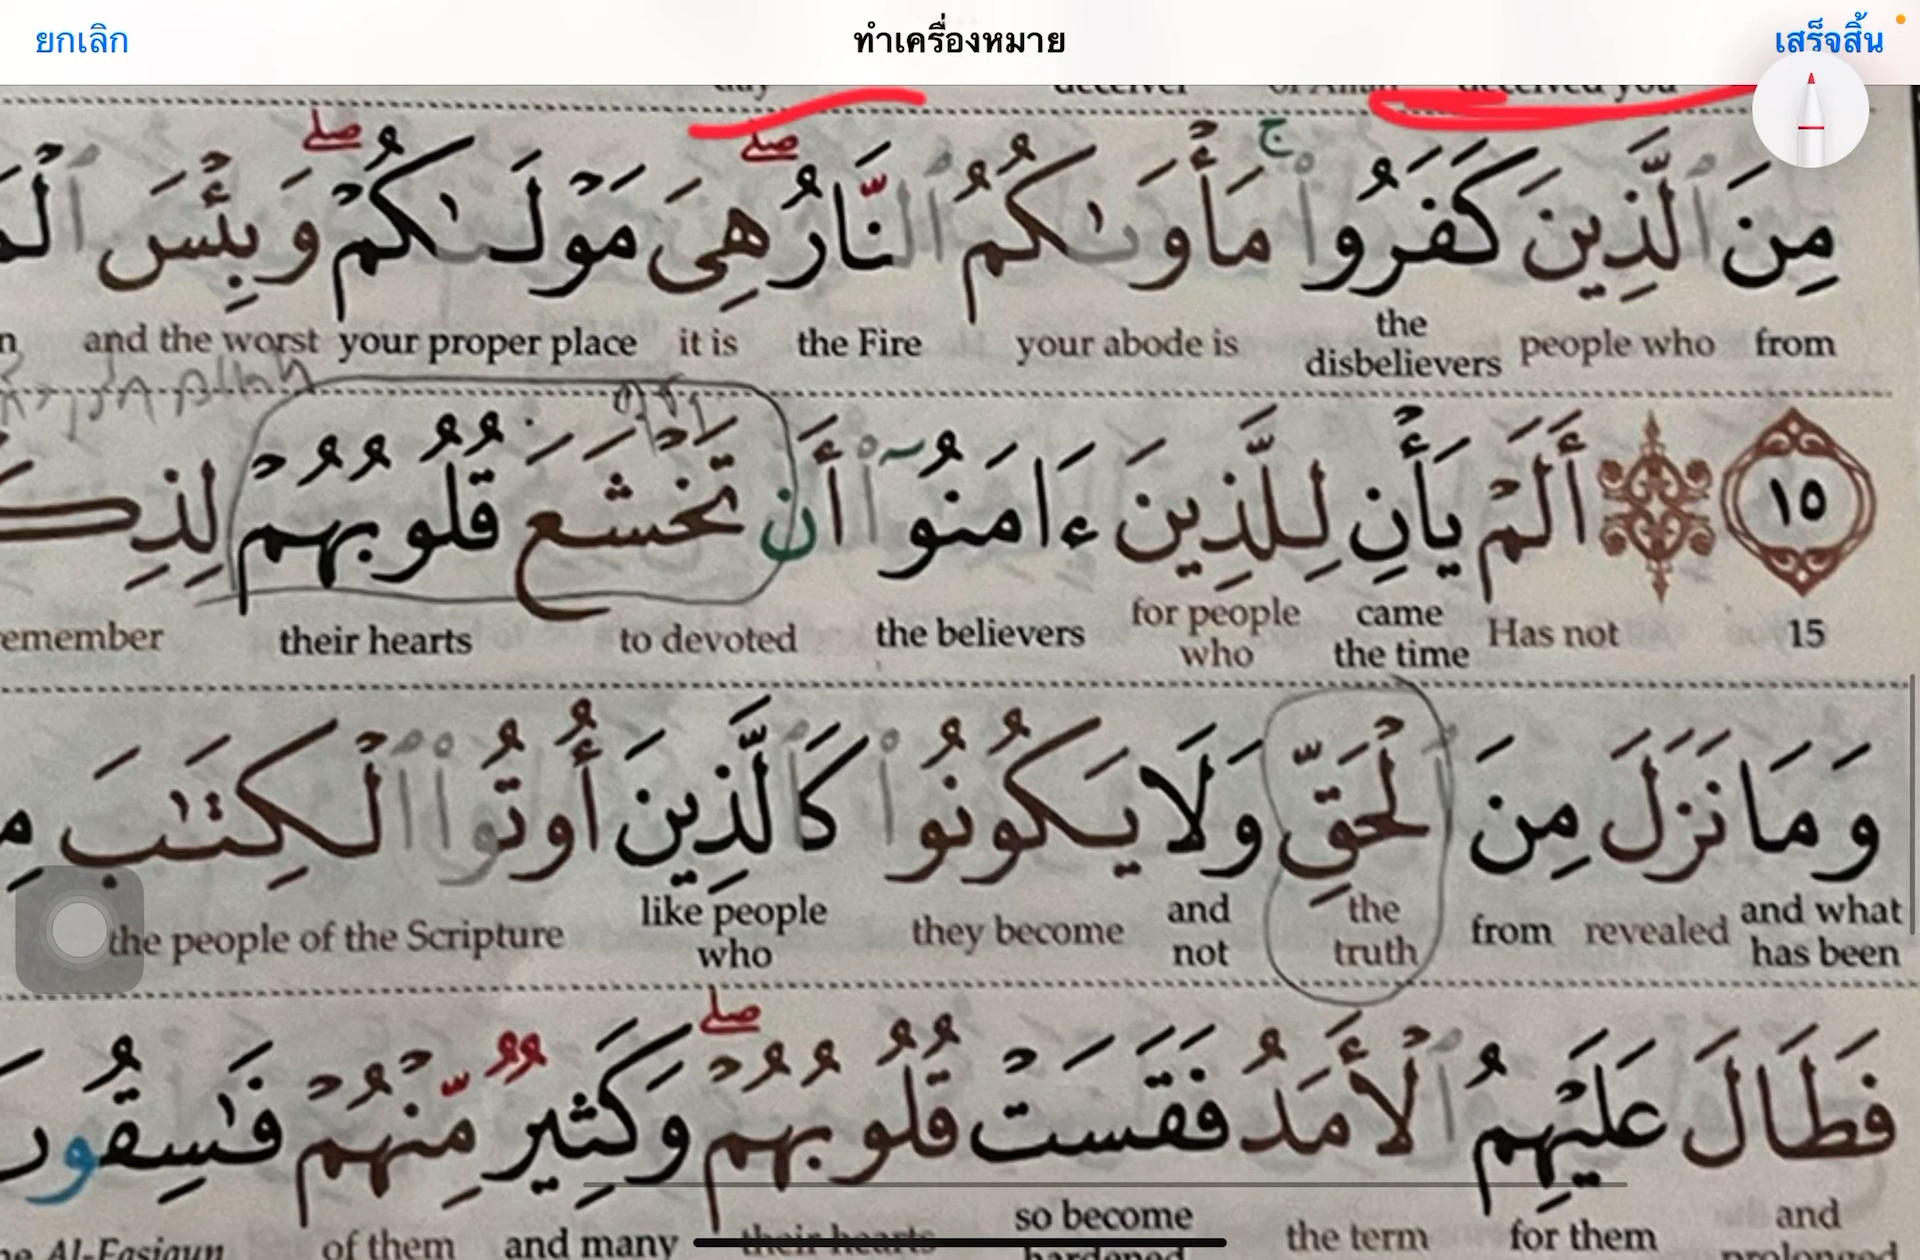 ยกเลิก ทำเครื่องหมาย เสร็จสิ้น
مِنَ ٱلَّذِينَ كَفَرُوا۟ ۚ مَأْوَىٰكُمُ ٱلنَّارُ ۖ هِىَ مَوْلَىٰكُمْ ۖ وَبِئْسَ
from people who the disbelievers your abode is the Fire it is your proper place and the worst
١٥ أَلَمْ يَأْنِ لِلَّذِينَ ءَامَنُوٓا۟ أَن تَخْشَعَ قُلُوبُهُمْ
15 Has not came the time for people who the believers to devoted their hearts
وَمَا نَزَلَ مِنَ ٱلْحَقِّ وَلَا يَكُونُوا۟ كَٱلَّذِينَ أُوتُوا۟ ٱلْكِتَـٰبَ
and what has been revealed from the truth and not they become like people who the people of the Scripture
فَطَالَ عَلَيْهِمُ ٱلْأَمَدُ فَقَسَتْ قُلُوبُهُمْ ۖ وَكَثِيرٌ مِّنْهُمْ
and prolonged for them the term so become hardened their hearts and many of them